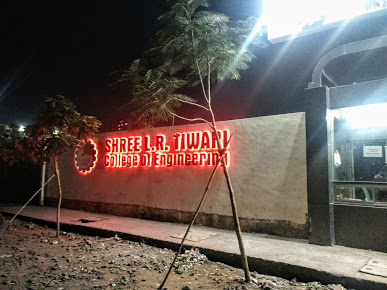 SHREE L. R. TIWARI
College of Engineering